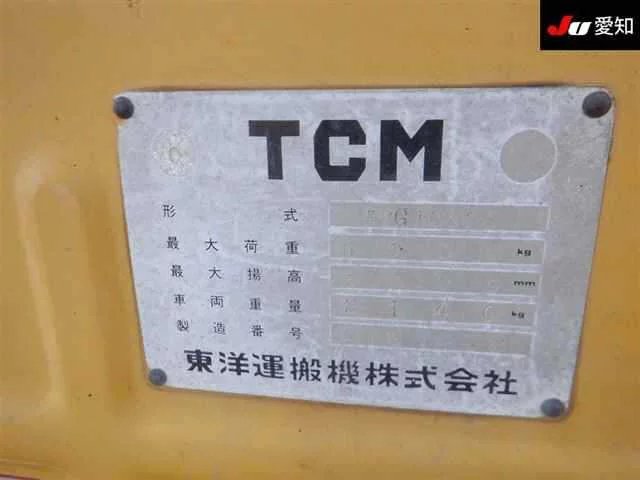 JU 愛知
TCM
形式
最大荷重 kg
最大揚高 mm
車両重量 kg
製造番号
東洋運搬機株式会社